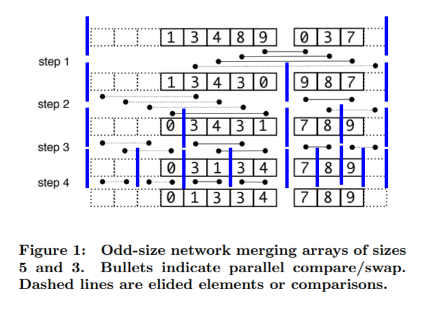 1 3 4 8 9 0 3 7
step 1
1 3 4 3 0 9 8 7
step 2
0 3 4 3 1 7 8 9
step 3
0 3 1 3 4 7 8 9
step 4
0 1 3 3 4 7 8 9
Figure 1: Odd-size network merging arrays of sizes
5 and 3. Bullets indicate parallel compare/swap.
Dashed lines are elided elements or comparisons.